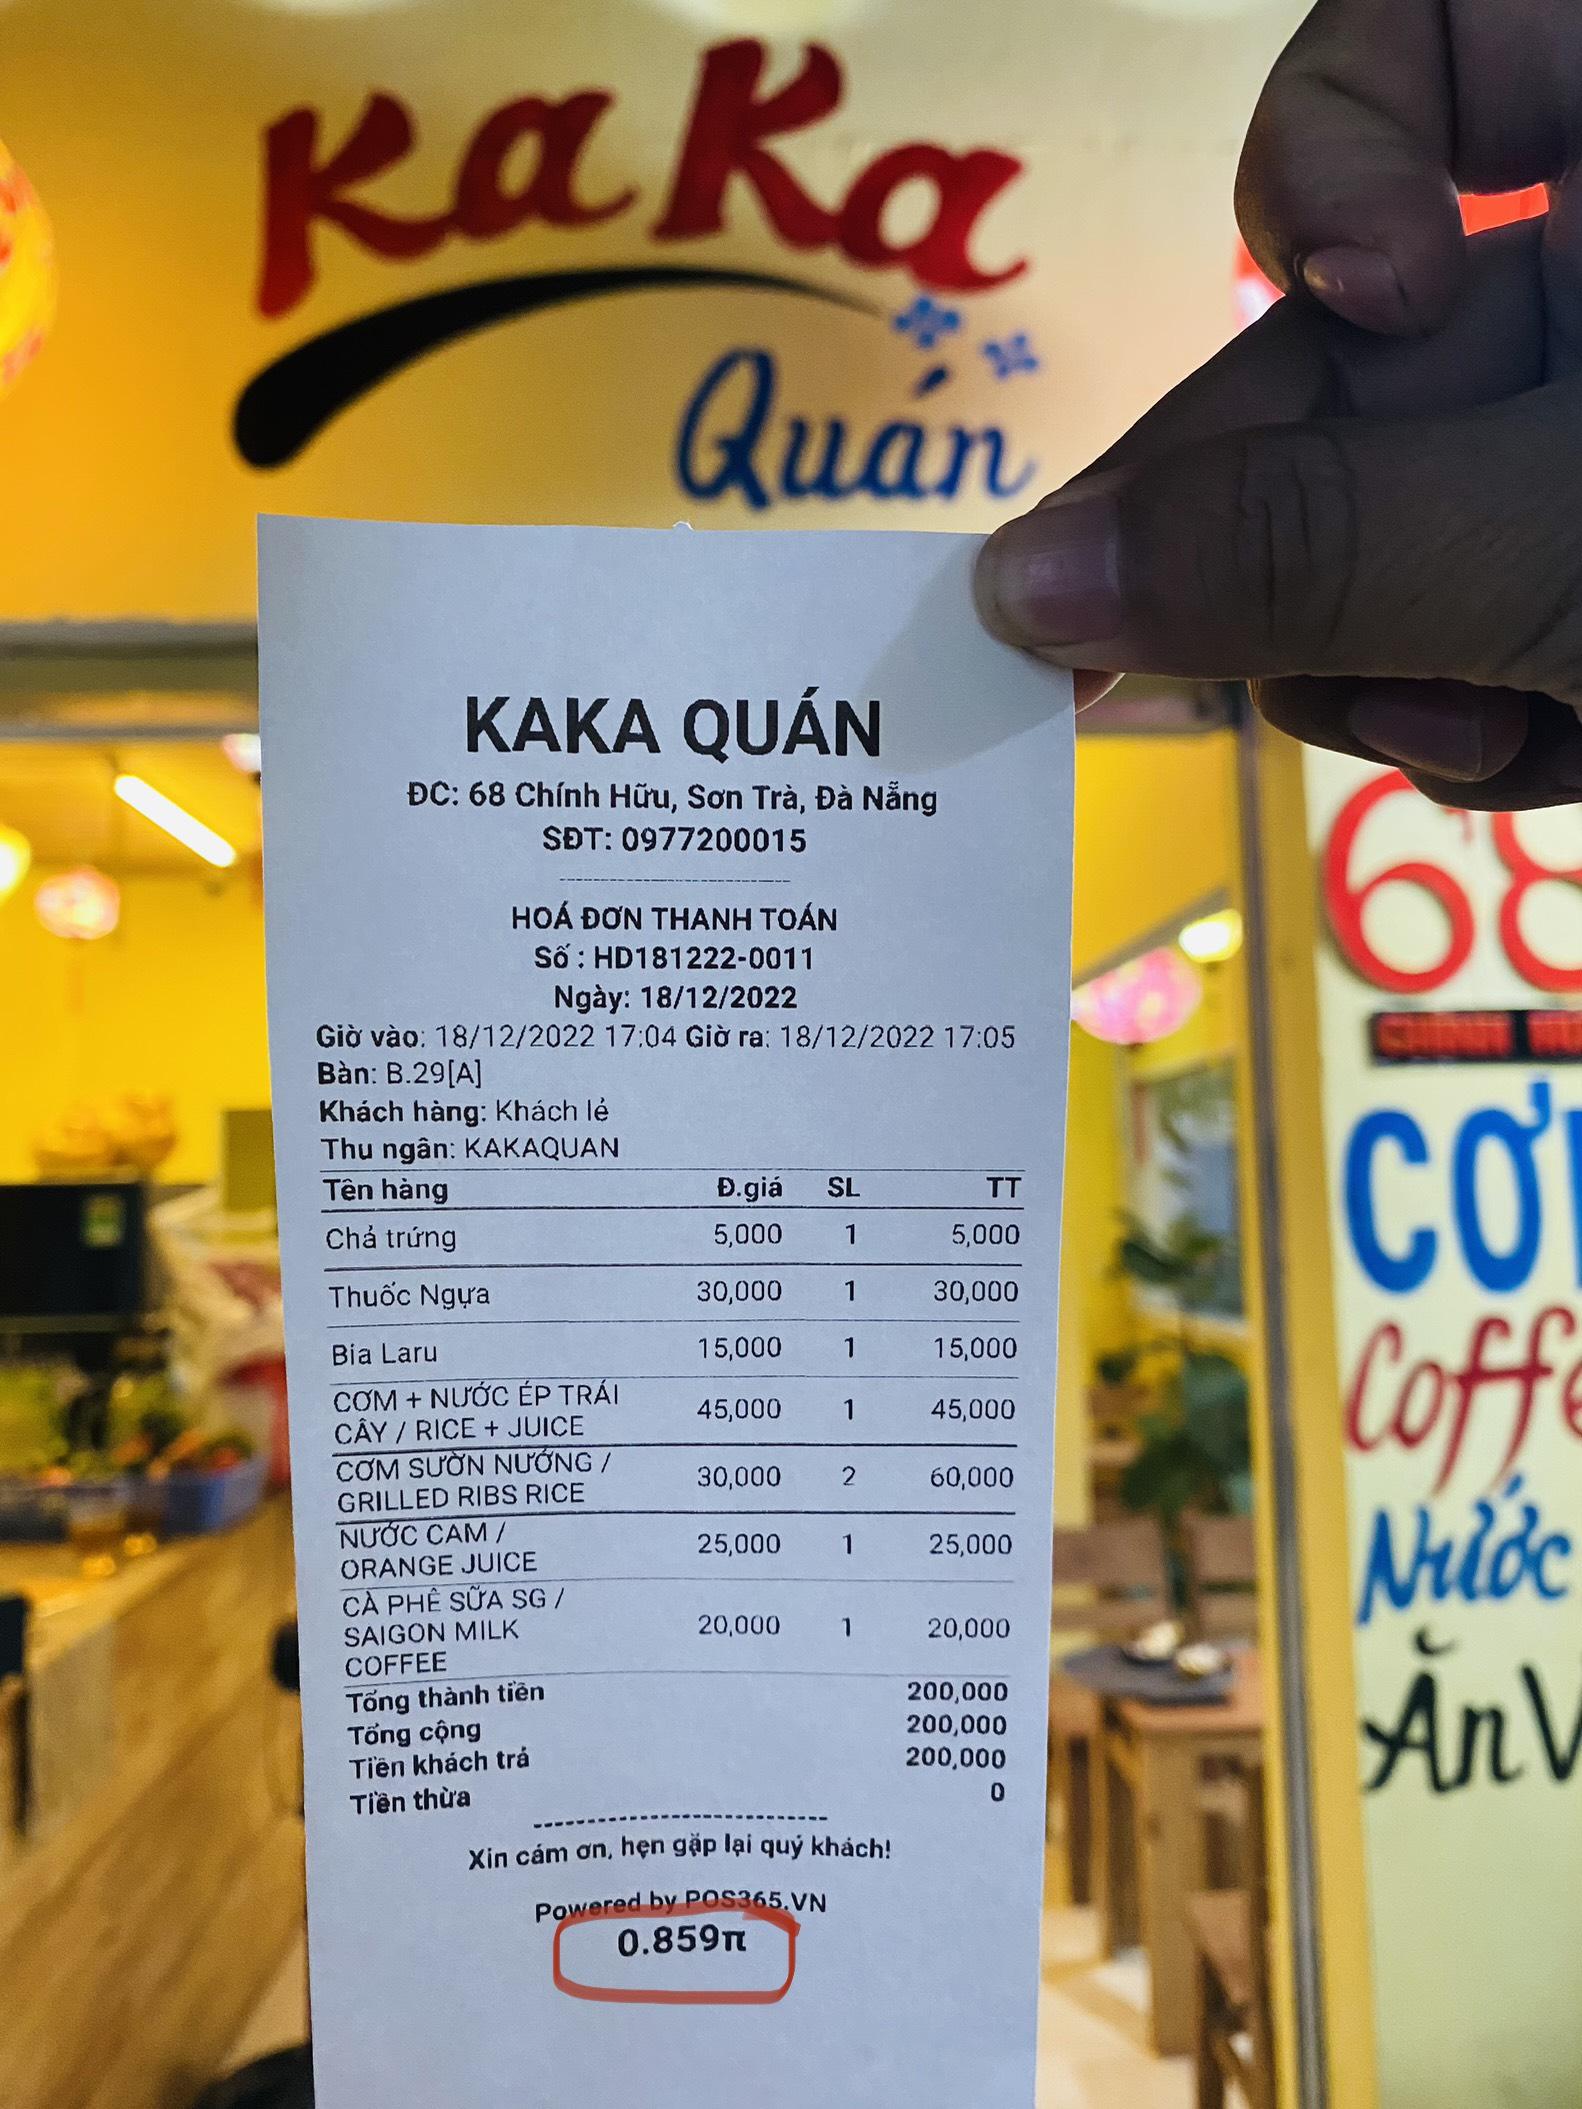 KaKa
Quán
KAKA QUÁN
ĐC: 68 Chính Hữu, Sơn Trà, Đà Nẵng
SĐT: 0977200015
HOÁ ĐƠN THANH TOÁN
Số : HD181222-0011
Ngày: 18/12/2022
Giờ vào: 18/12/2022 17:04 Giờ ra: 18/12/2022 17:05
Bàn: B.29[A]
Khách hàng: Khách lẻ
Thu ngân: KAKAQUAN
Tên hàng Đ.giá SL TT
Chả trứng 5,000 1 5,000
Thuốc Ngựa 30,000 1 30,000
Bia Laru 15,000 1 15,000
CƠM + NƯỚC ÉP TRÁI
CÂY / RICE + JUICE 45,000 1 45,000
CƠM SƯỜN NƯỚNG /
GRILLED RIBS RICE 30,000 2 60,000
NƯỚC CAM /
ORANGE JUICE 25,000 1 25,000
CÀ PHÊ SỮA SG /
SAIGON MILK
COFFEE 20,000 1 20,000
Tổng thành tiền 200,000
Tổng cộng 200,000
Tiền khách trả 200,000
Tiền thừa 0
Xin cám ơn, hẹn gặp lại quý khách!
Powered by POS365.VN
0.859π
68
CHÍNH
Nước
Ăn